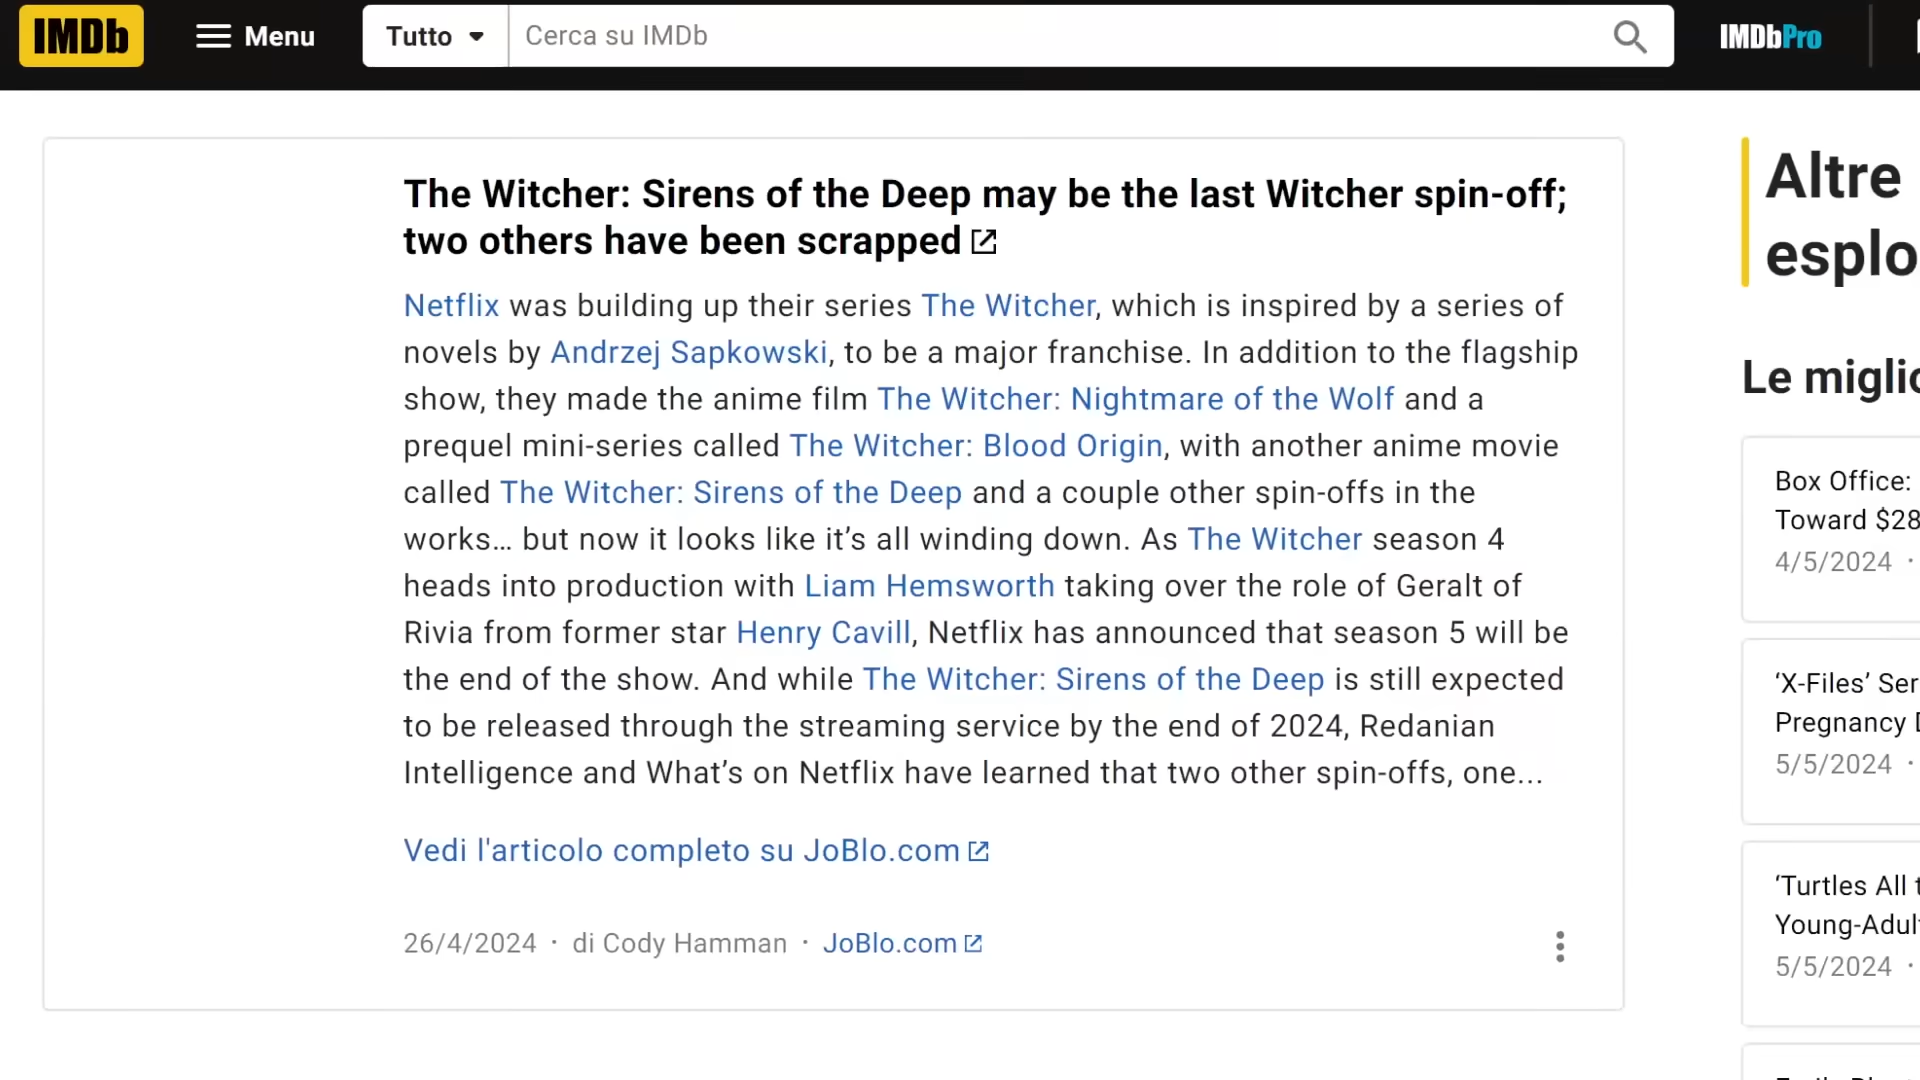 IMDb
Menu
Tutto
Cerca su IMDb
IMDbPro
The Witcher: Sirens of the Deep may be the last Witcher spin-off;
two others have been scrapped
Netflix was building up their series The Witcher, which is inspired by a series of
novels by Andrzej Sapkowski, to be a major franchise. In addition to the flagship
show, they made the anime film The Witcher: Nightmare of the Wolf and a
prequel mini-series called The Witcher: Blood Origin, with another anime movie
called The Witcher: Sirens of the Deep and a couple other spin-offs in the
works… but now it looks like it’s all winding down. As The Witcher season 4
heads into production with Liam Hemsworth taking over the role of Geralt of
Rivia from former star Henry Cavill, Netflix has announced that season 5 will be
the end of the show. And while The Witcher: Sirens of the Deep is still expected
to be released through the streaming service by the end of 2024, Redanian
Intelligence and What’s on Netflix have learned that two other spin-offs, one...
Vedi l'articolo completo su JoBlo.com
26/4/2024 · di Cody Hamman · JoBlo.com
Altre
esplo
Le miglio
Box Office:
Toward $28
4/5/2024 ·
‘X-Files’ Ser
Pregnancy
5/5/2024 ·
‘Turtles All t
Young-Adul
5/5/2024 ·